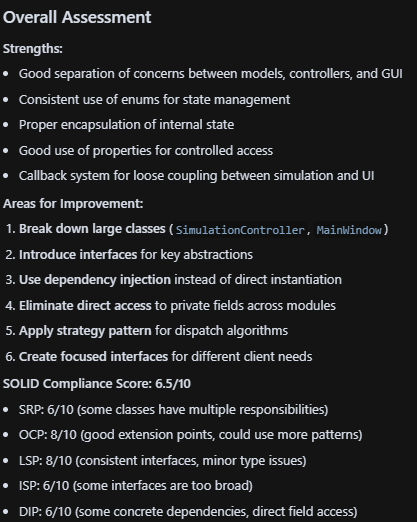 Overall Assessment
Strengths:
• Good separation of concerns between models, controllers, and GUI
• Consistent use of enums for state management
• Proper encapsulation of internal state
• Good use of properties for controlled access
• Callback system for loose coupling between simulation and UI
Areas for Improvement:
1. Break down large classes (SimulationController, MainWindow)
2. Introduce interfaces for key abstractions
3. Use dependency injection instead of direct instantiation
4. Eliminate direct access to private fields across modules
5. Apply strategy pattern for dispatch algorithms
6. Create focused interfaces for different client needs
SOLID Compliance Score: 6.5/10
• SRP: 6/10 (some classes have multiple responsibilities)
• OCP: 8/10 (good extension points, could use more patterns)
• LSP: 8/10 (consistent interfaces, minor type issues)
• ISP: 6/10 (some interfaces are too broad)
• DIP: 6/10 (some concrete dependencies, direct field access)